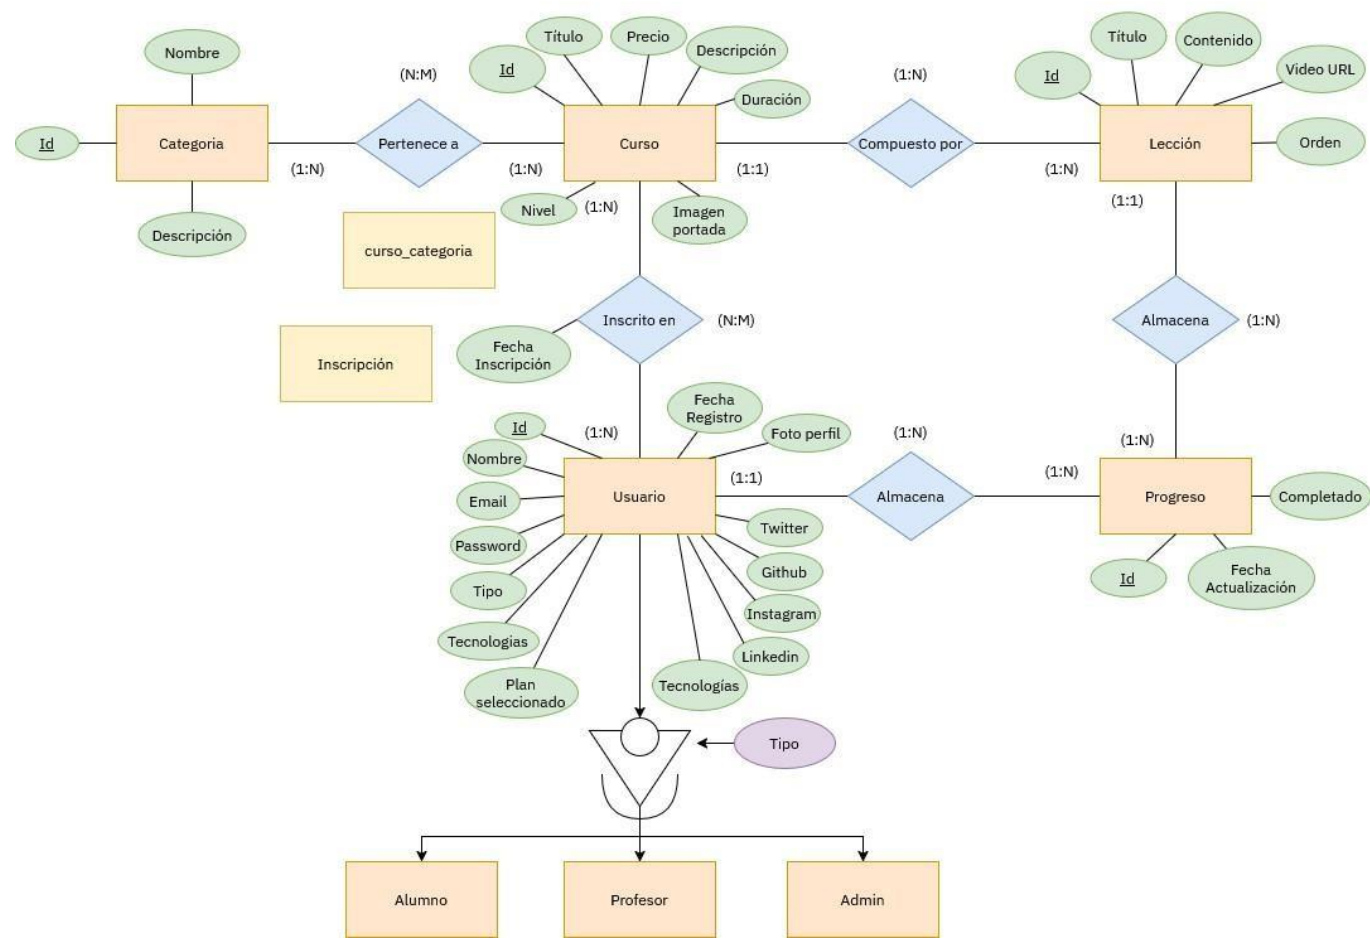 Nombre
Id
Categoria
Descripción
(1:N)
(N:M)
Pertenece a
(1:N)
Título
Precio
Id
Descripción
Duración
Curso
(1:1)
Nivel
(1:N)
Imagen
portada
(1:N)
Compuesto por
(1:N)
Título
Contenido
Id
Video URL
Lección
Orden
(1:1)
curso_categoria
Inscripción
Inscrito en
(N:M)
Fecha
Inscripción
Almacena
(1:N)
Fecha
Registro
Id
(1:N)
Foto perfil
Nombre
Email
Password
Tipo
Tecnologias
Plan
seleccionado
Usuario
(1:1)
Twitter
Github
Instagram
Linkedin
Tecnologías
(1:N)
Almacena
(1:N)
(1:N)
Progreso
Completado
Id
Fecha
Actualización
Tipo
Alumno
Profesor
Admin